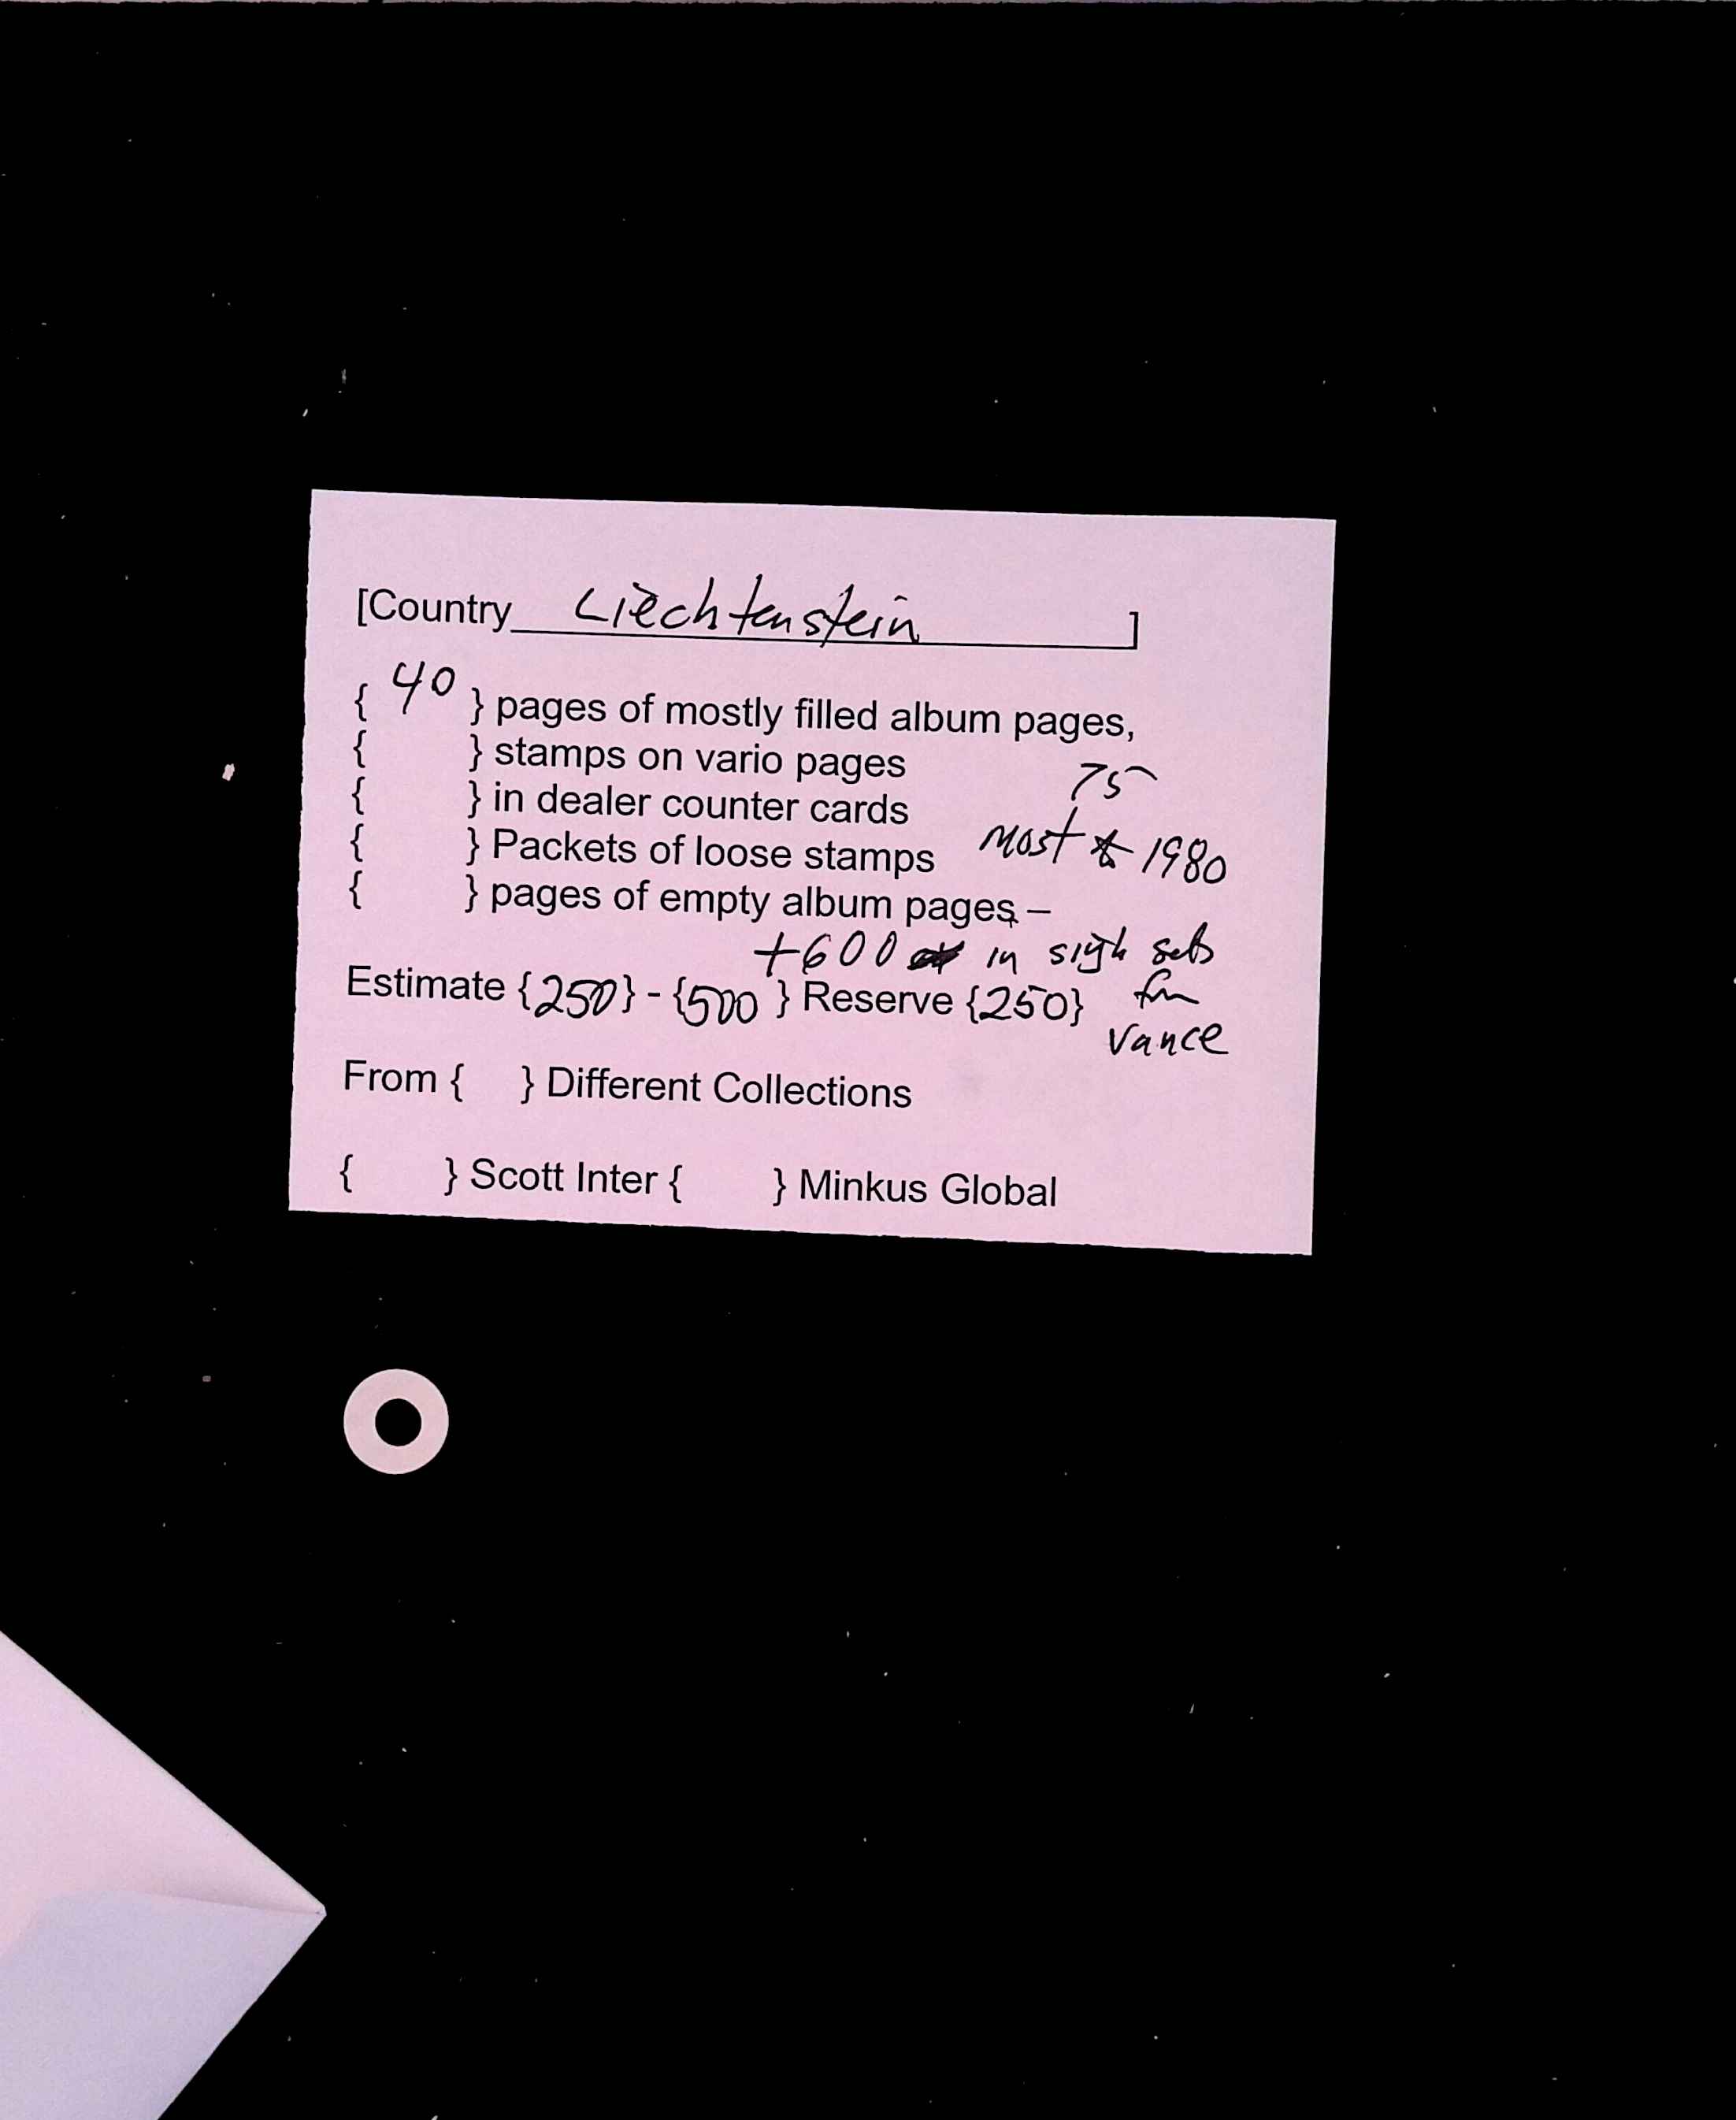 [Country Liechtenstein ]
{ 40 } pages of mostly filled album pages,
{ } stamps on vario pages
75
{ } in dealer counter cards
{ } Packets of loose stamps most * 1980
{ } pages of empty album pages –
+600 in sets
Estimate {250} - {500} Reserve {250}
Vance
From { } Different Collections
{ } Scott Inter { } Minkus Global